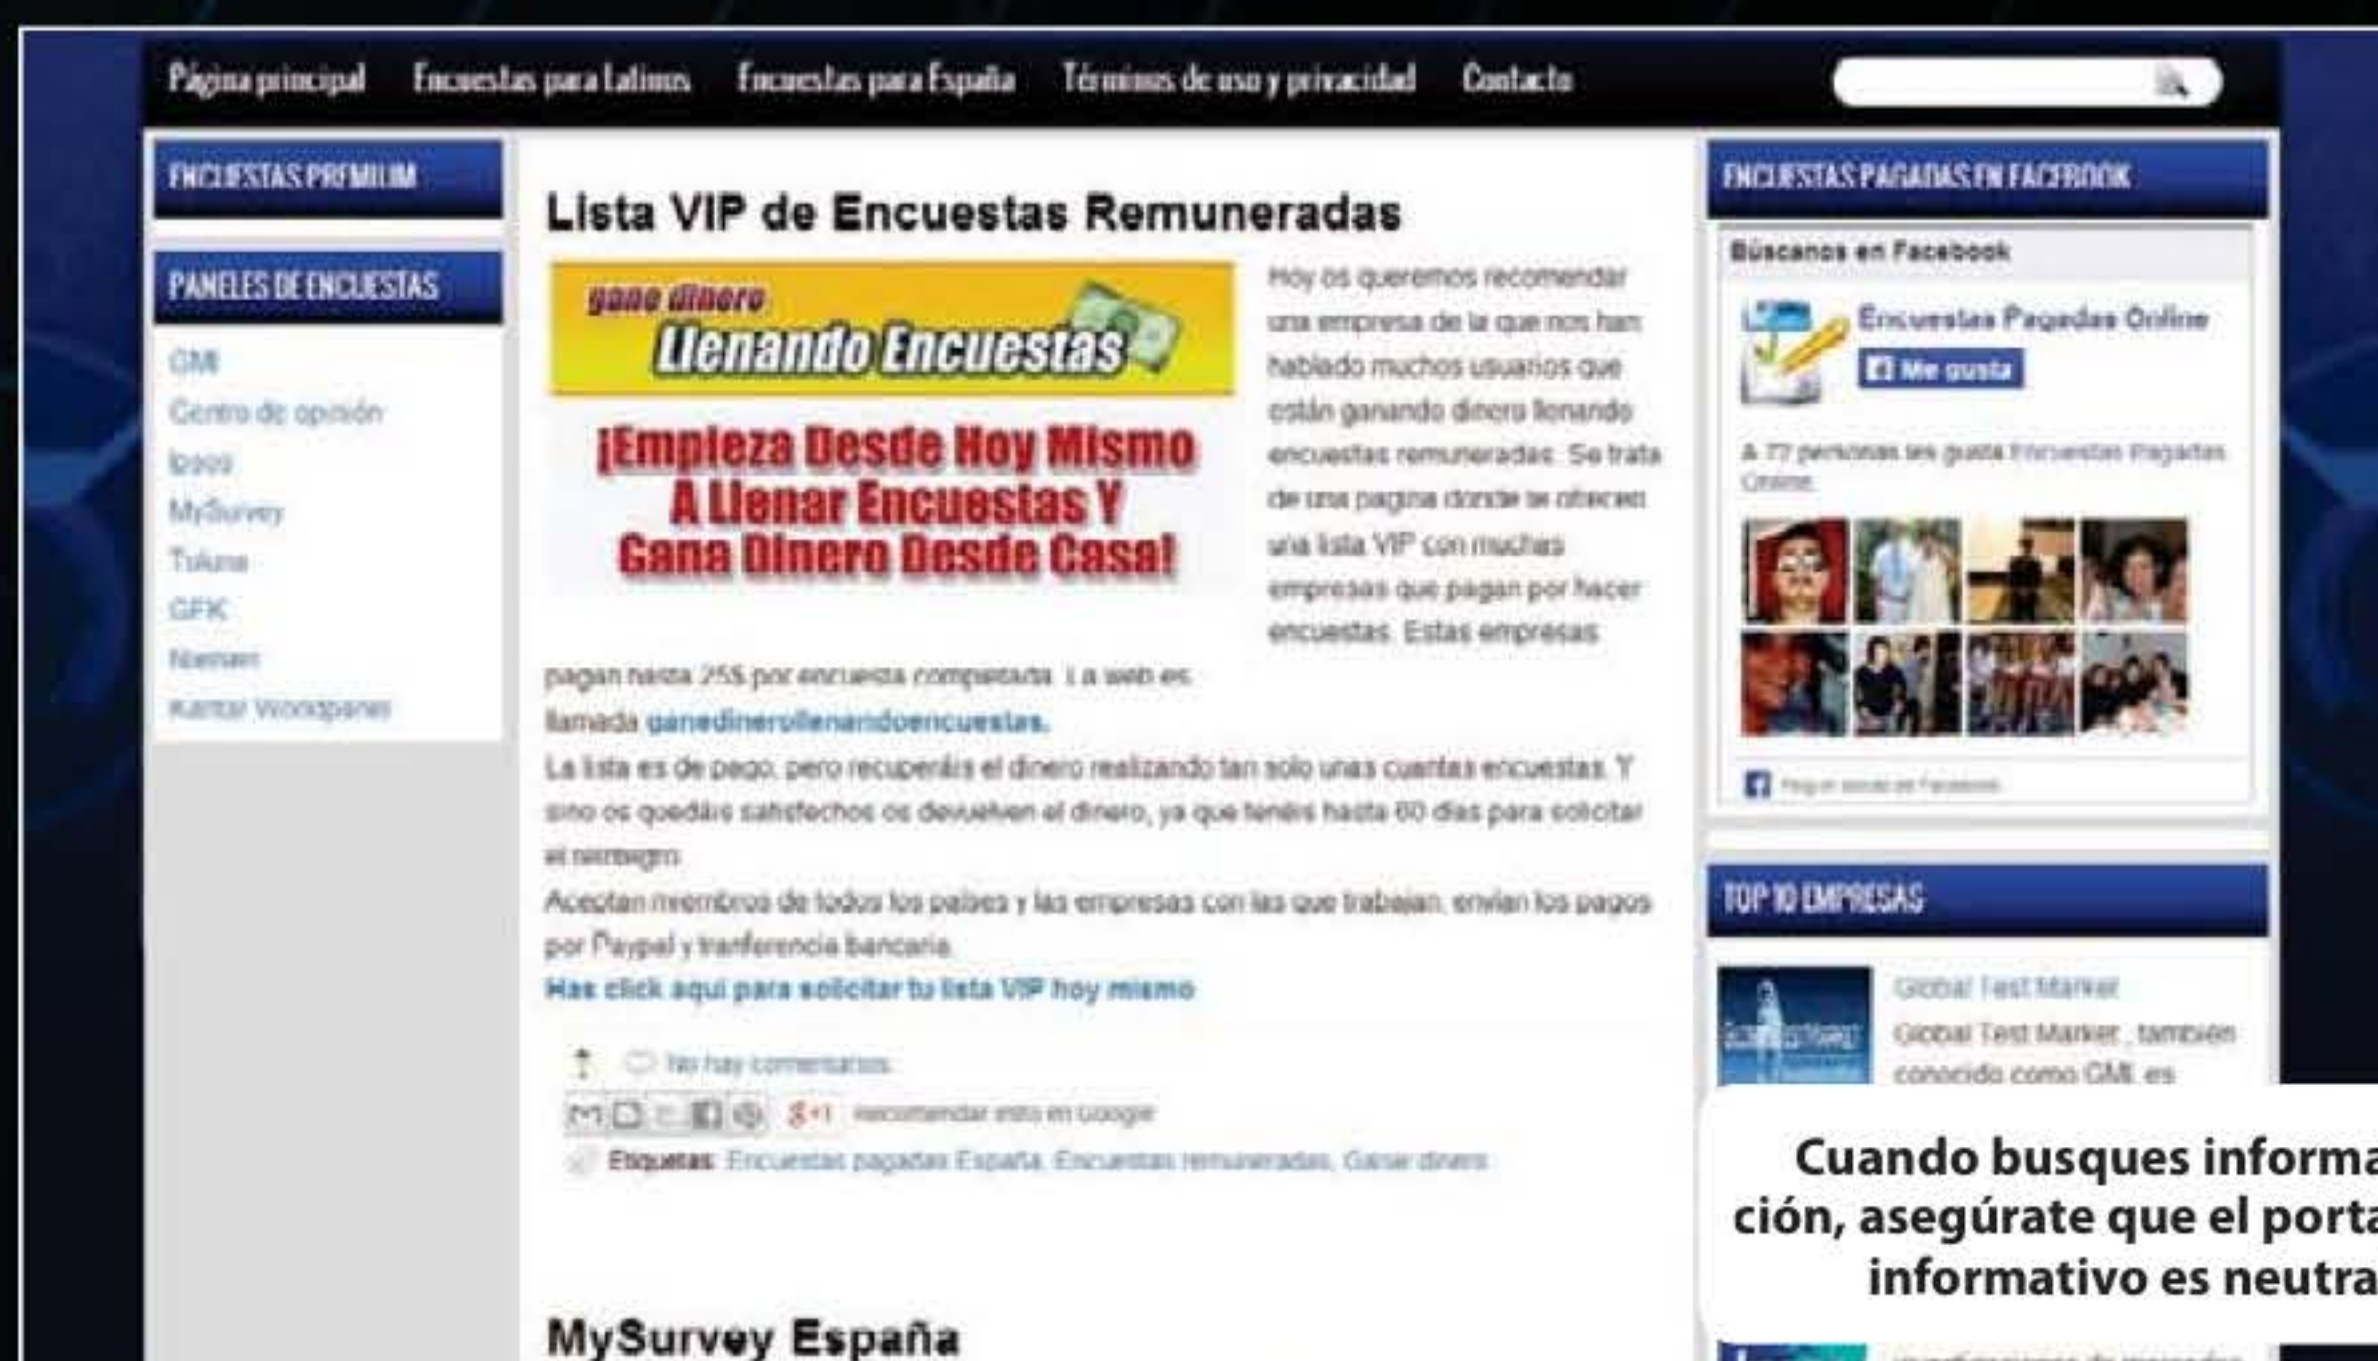 Página principal Encuestas para Latinos Encuestas para España Términos de uso y privacidad Contacto
ENCUESTAS PREMIUM
PANELES DE ENCUESTAS
GMI
Centro de opinión
Ipsos
MySurvey
Toluna
GFK
Nielsen
Kantar Worldpanel
Lista VIP de Encuestas Remuneradas
gane dinero
Llenando Encuestas
¡Empieza Desde Hoy Mismo
A Llenar Encuestas Y
Gana Dinero Desde Casa!
Hoy os queremos recomendar
una empresa de la que nos han
hablado muchos usuarios que
están ganando dinero llenando
encuestas remuneradas. Se trata
de una pagina donde te ofrecen
una lista VIP con muchas
empresas que pagan por hacer
encuestas. Estas empresas
pagan hasta 25$ por encuesta completada. La web es
llamada ganedinerollenandoencuestas.
La lista es de pago, pero recuperáis el dinero realizando tan solo unas cuantas encuestas. Y
sino os quedáis satisfechos os devuelven el dinero, ya que tenéis hasta 60 dias para solicitar
el reintegro.
Aceptan miembros de todos los países y las empresas con las que trabajan, envían los pagos
por Paypal y tranferencia bancaria.
Has click aqui para solicitar tu lista VIP hoy mismo
No hay comentarios
g+1 Recomendar esto en Google
Etiquetas: Encuestas pagadas España, Encuestas remuneradas, Ganar dinero
MySurvey España
ENCUESTAS PAGADAS EN FACEBOOK
Búscanos en Facebook
Encuestas Pagadas Online
Me gusta
A 77 personas les gusta Encuestas Pagadas
Online.
TOP 10 EMPRESAS
Global Test Market
Global Test Market , también
conocido como GMI, es
Cuando busques informa
ción, asegúrate que el porta
informativo es neutra